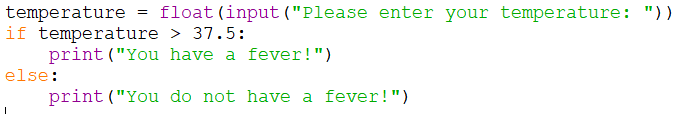 temperature = float(input("Please enter your temperature: "))
if temperature > 37.5:
    print("You have a fever!")
else:
    print("You do not have a fever!")